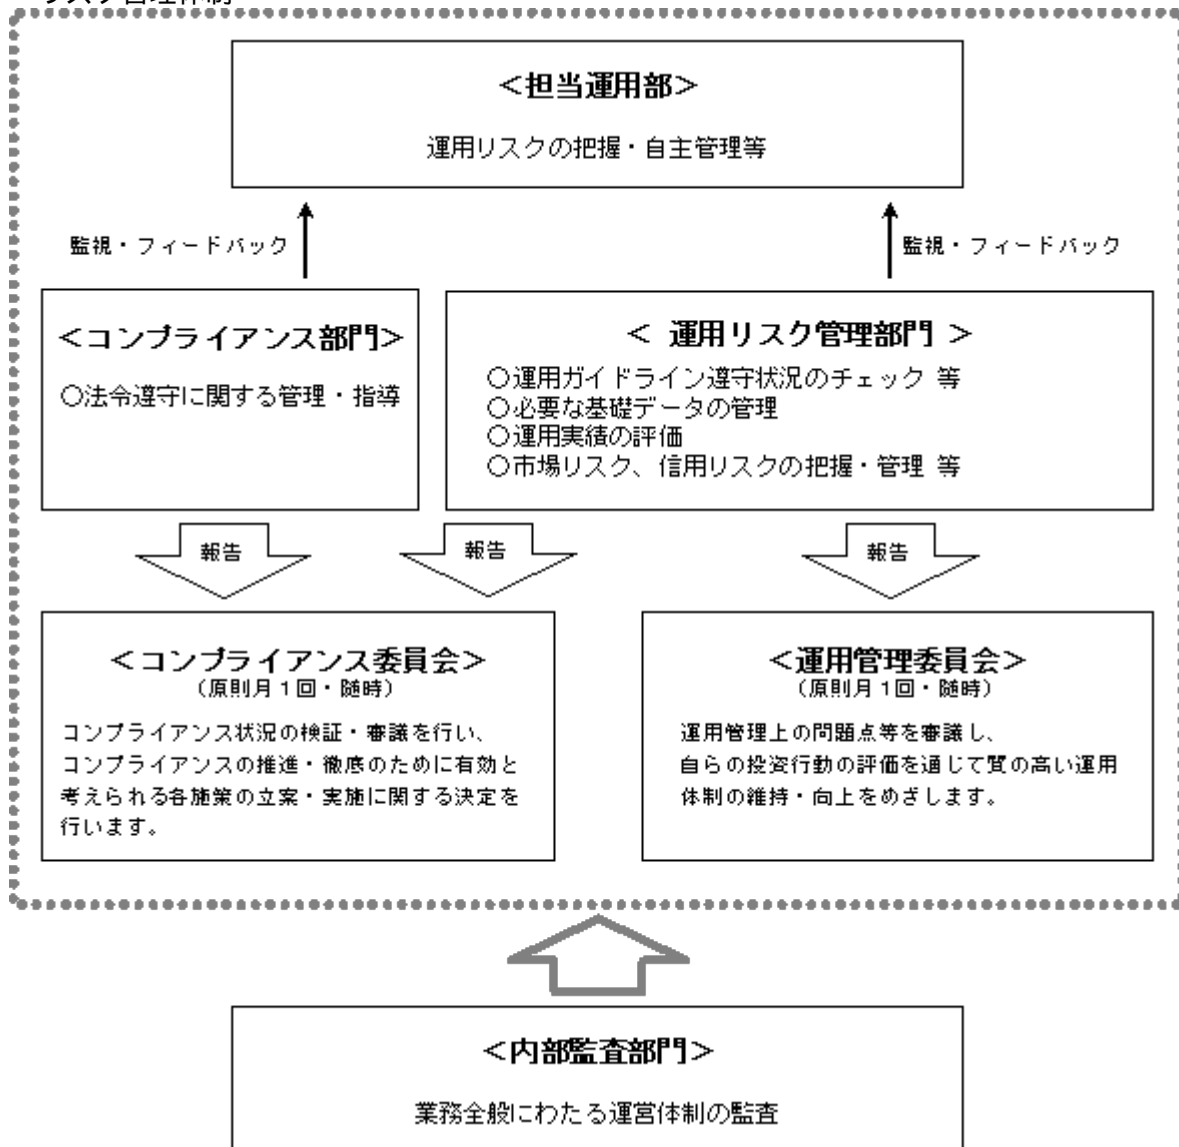 リスク管理体制
＜担当運用部＞
運用リスクの把握・自主管理等
監視・フィードバック
監視・フィードバック
＜コンプライアンス部門＞
○法令遵守に関する管理・指導
＜ 運用リスク管理部門 ＞
○運用ガイドライン遵守状況のチェック 等
○必要な基礎データの管理
○運用実績の評価
○市場リスク、信用リスクの把握・管理 等
報告
報告
報告
＜コンプライアンス委員会＞
（原則月１回・随時）
コンプライアンス状況の検証・審議を行い、
コンプライアンスの推進・徹底のために有効と
考えられる各施策の立案・実施に関する決定を
行います。
＜運用管理委員会＞
（原則月１回・随時）
運用管理上の問題点等を審議し、
自らの投資行動の評価を通じて質の高い運用
体制の維持・向上をめざします。
＜内部監査部門＞
業務全般にわたる運営体制の監査